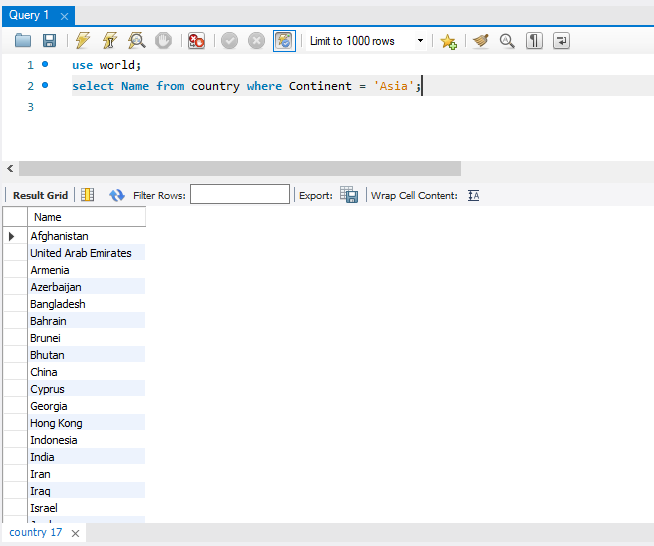 Query 1
Limit to 1000 rows
1 use world;
2 select Name from country where Continent = 'Asia';
3
Result Grid Filter Rows: Export: Wrap Cell Content:
Name
Afghanistan
United Arab Emirates
Armenia
Azerbaijan
Bangladesh
Bahrain
Brunei
Bhutan
China
Cyprus
Georgia
Hong Kong
Indonesia
India
Iran
Iraq
Israel
country 17